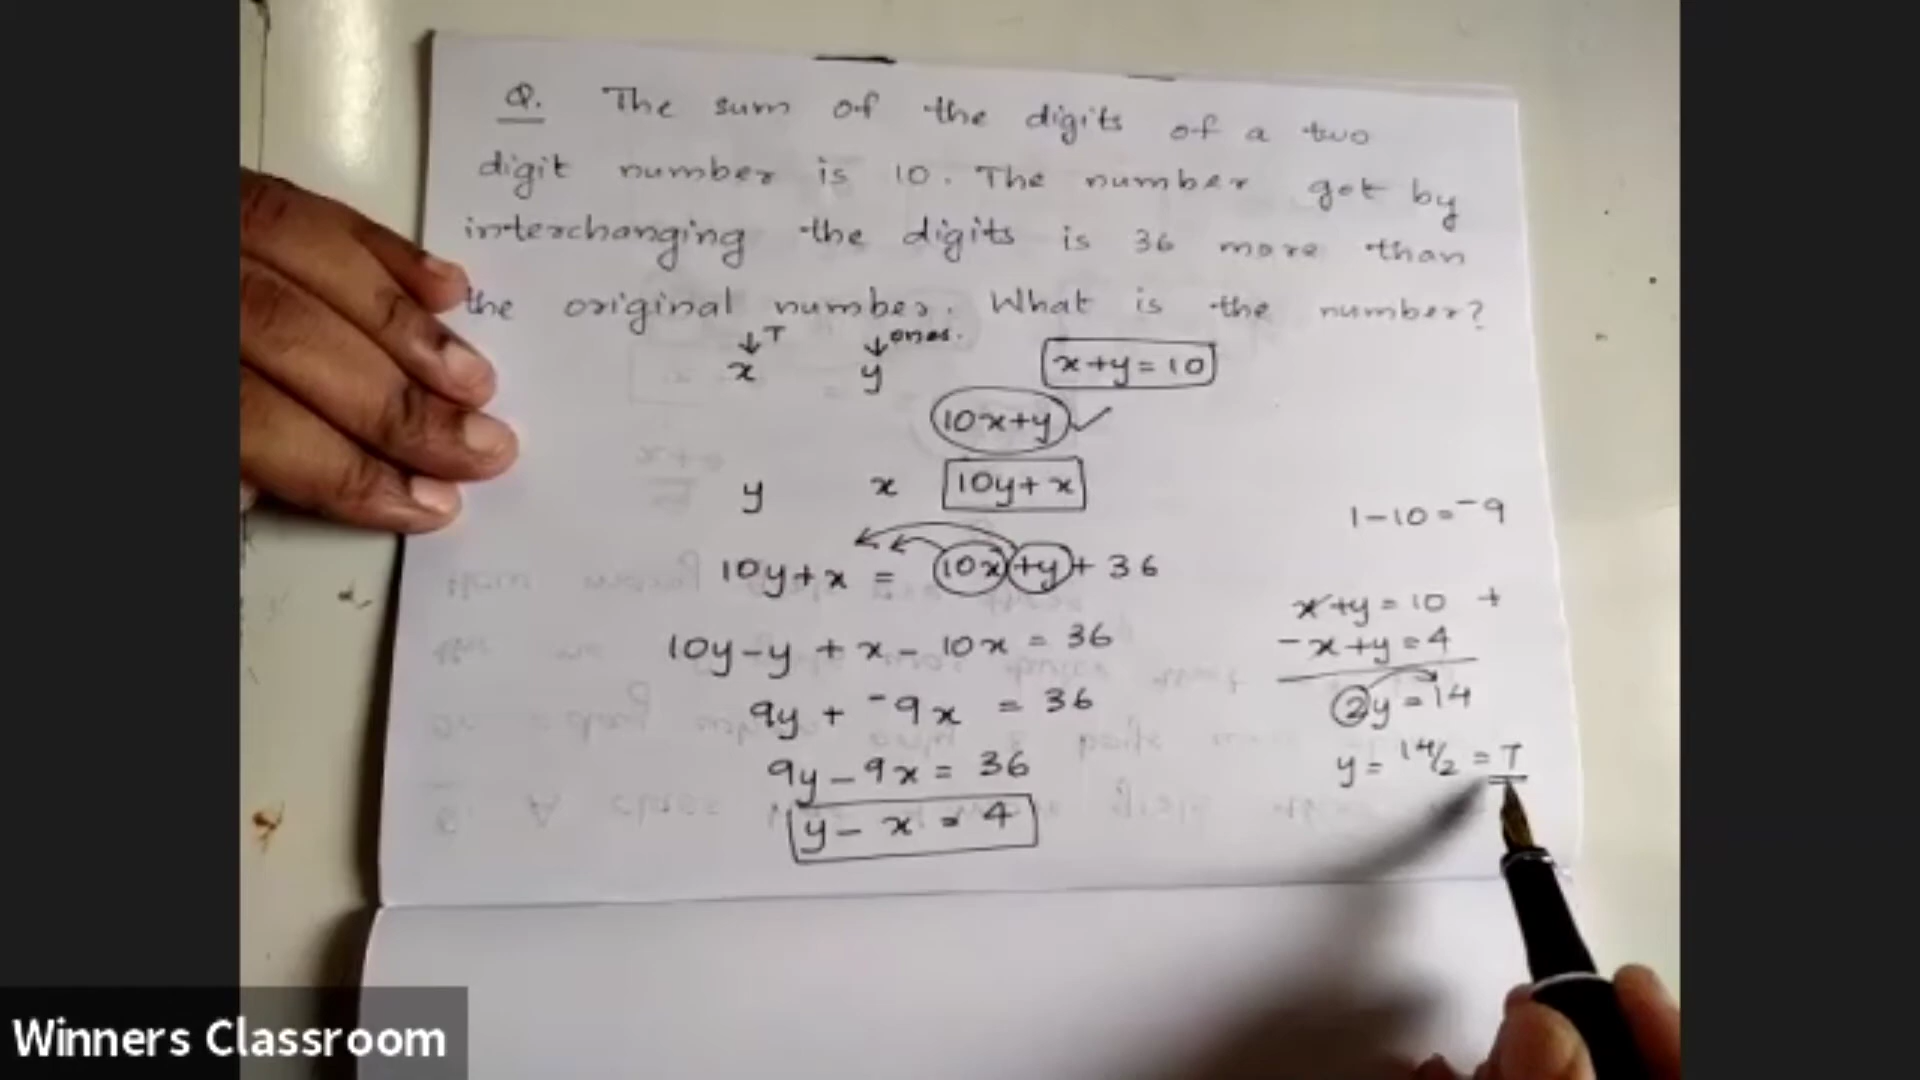 Q. The sum of the digits of a two
digit number is 10. The number got by
interchanging the digits is 36 more than
the original number. What is the number?
↓T ↓ones.
x y x+y=10
10x+y ✓
y x 10y+x
10y+x = 10x+y+36
10y-y+x-10x=36
9y+⁻9x=36
9y-9x=36
y-x=4
1-10=⁻9
x+y=10 +
-x+y=4
2y=14
y=14/2=7
Winners Classroom